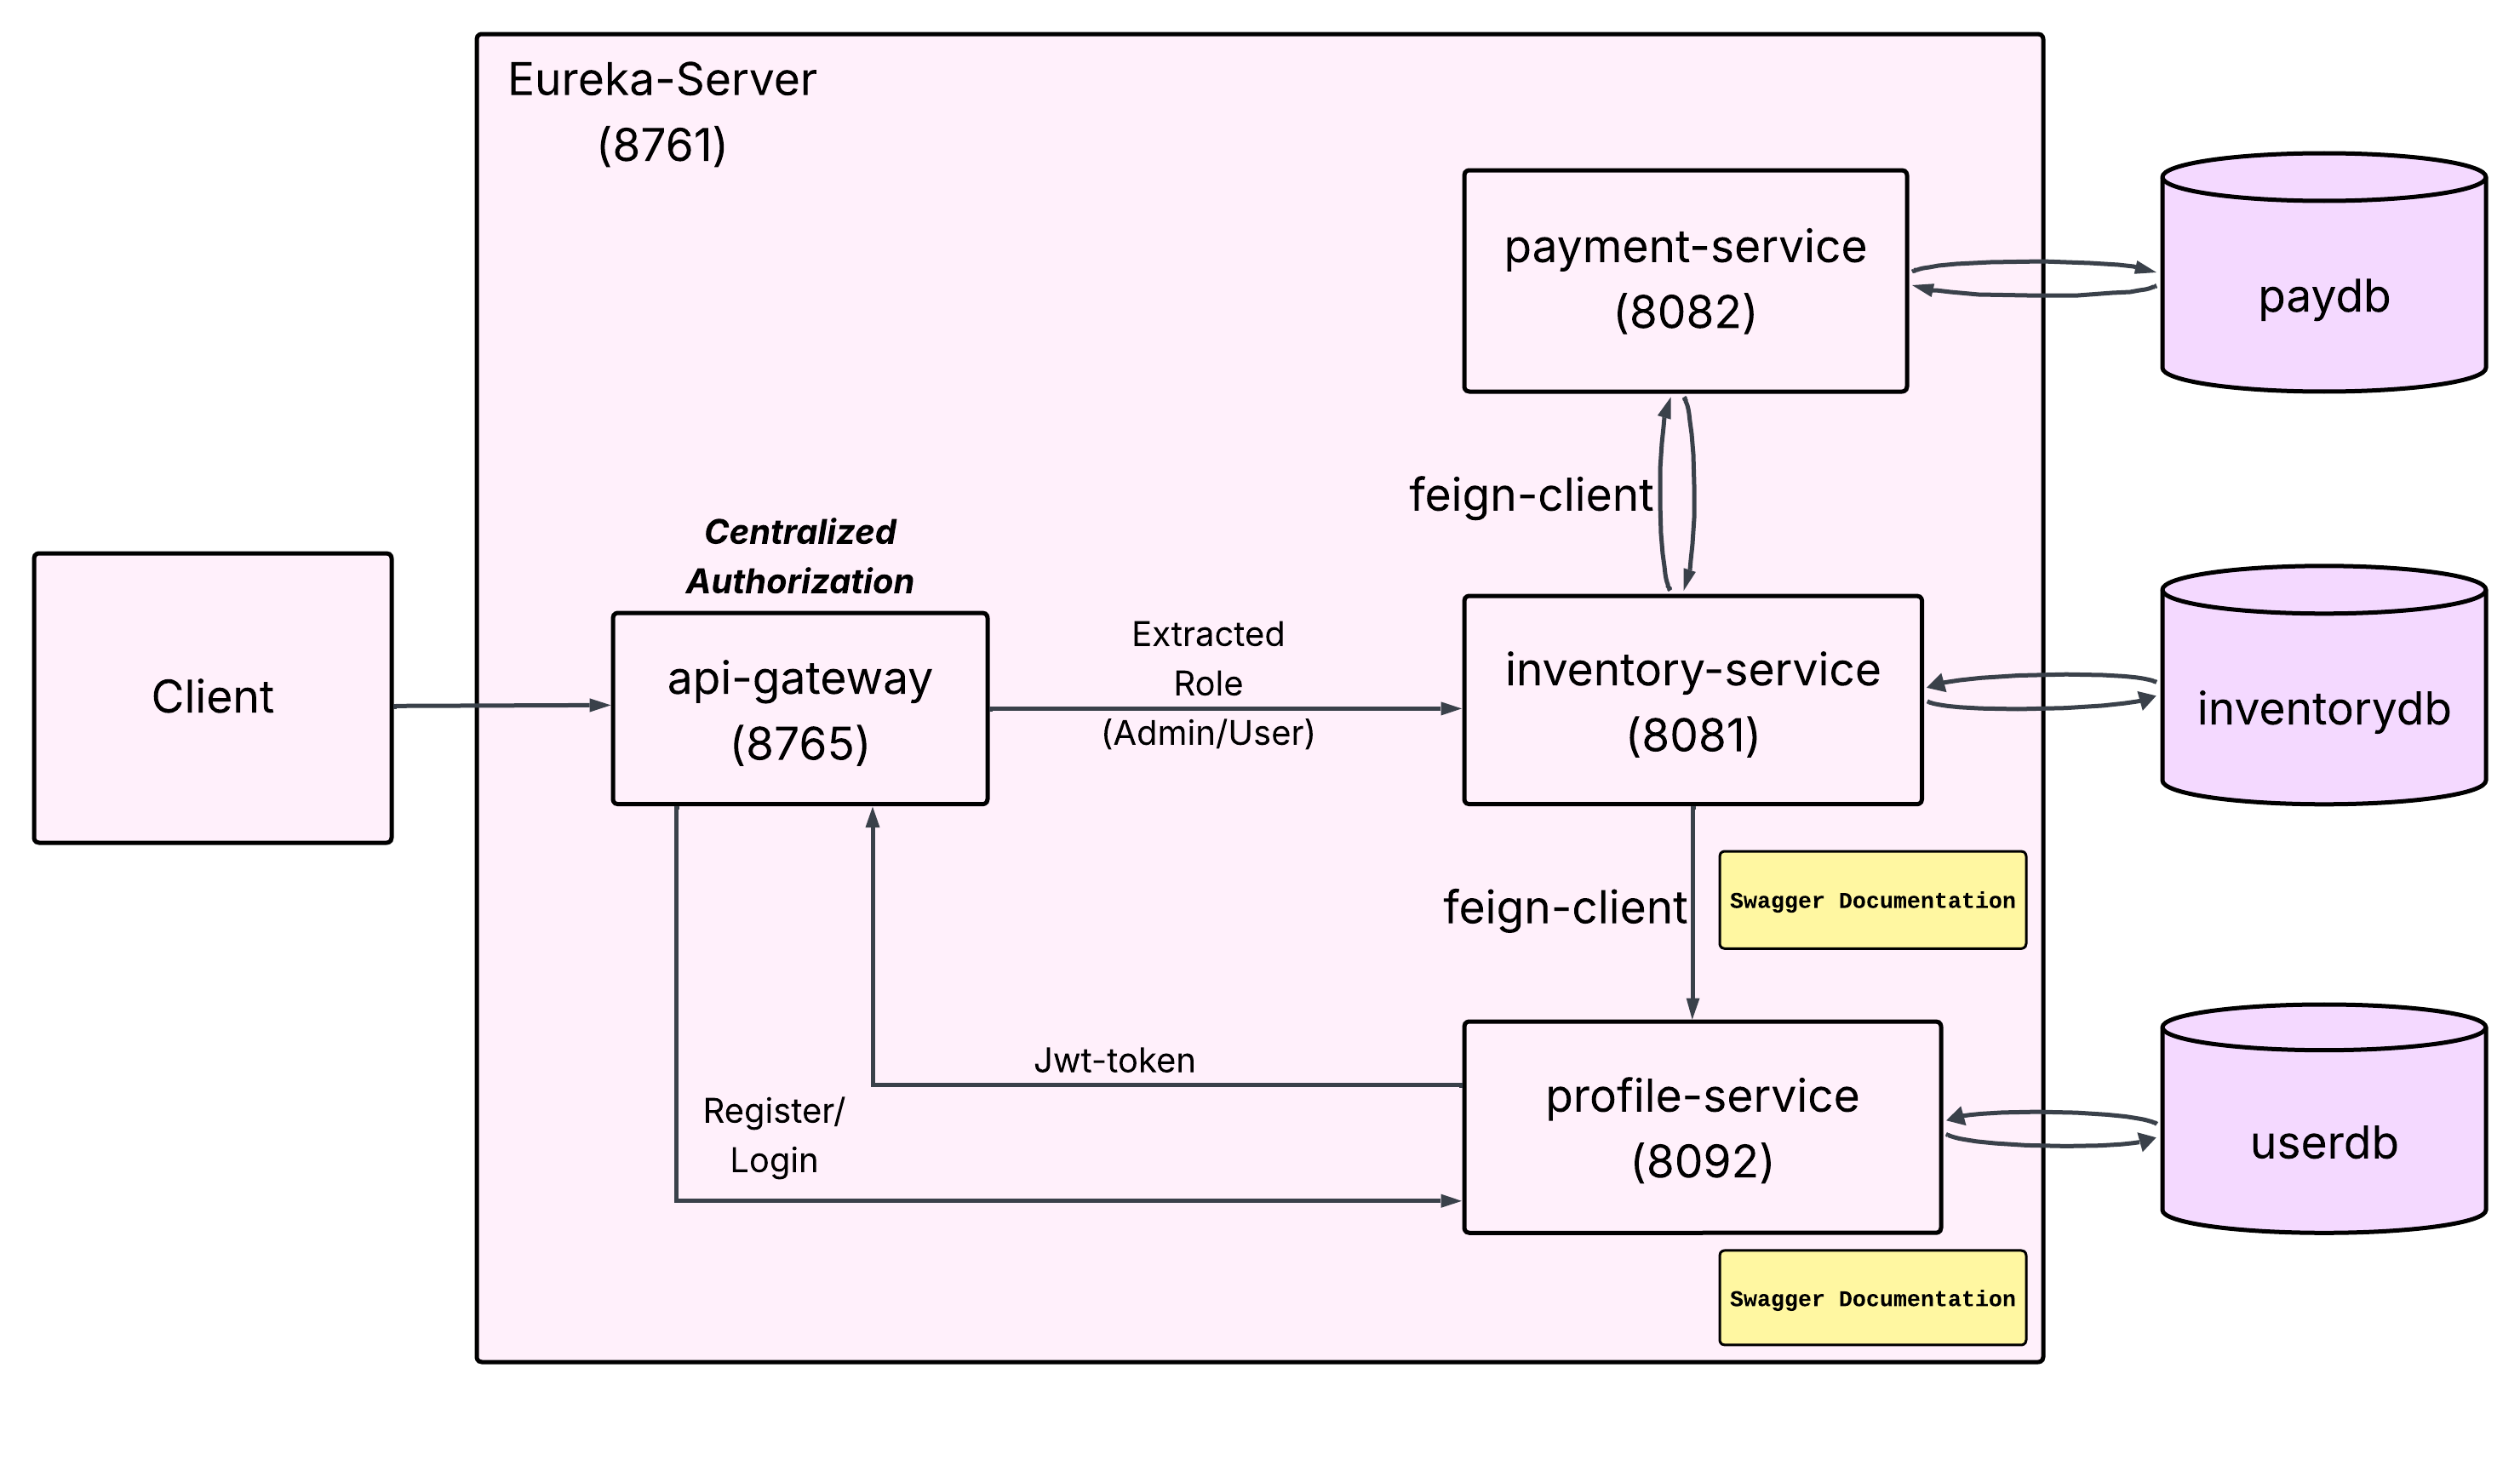 Eureka-Server
(8761)
payment-service
(8082)
paydb
feign-client
Centralized
Authorization
Client
api-gateway
(8765)
Extracted
Role
(Admin/User)
inventory-service
(8081)
inventorydb
feign-client
Swagger Documentation
Jwt-token
Register/
Login
profile-service
(8092)
userdb
Swagger Documentation